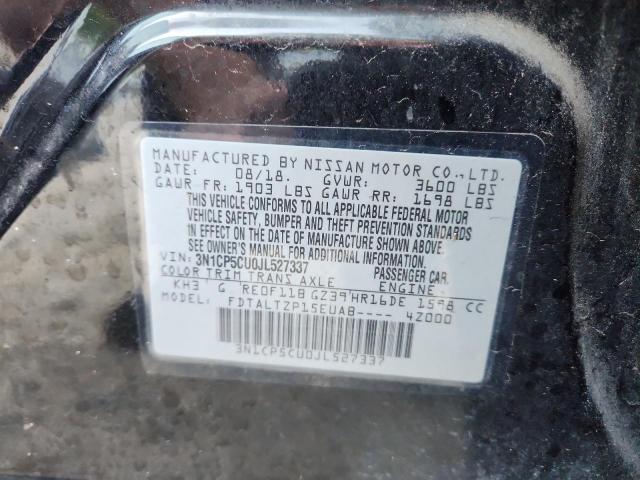 MANUFACTURED BY NISSAN MOTOR CO.,LTD.
DATE: 08/18. GVWR: 3600 LBS
GAWR FR: 1903 LBS GAWR RR: 1698 LBS
THIS VEHICLE CONFORMS TO ALL APPLICABLE FEDERAL MOTOR
VEHICLE SAFETY, BUMPER AND THEFT PREVENTION STANDARDS
IN EFFECT ON THE DATE OF MANUFACTURE SHOWN ABOVE.
SEE OWNER'S MANUAL FOR ADDITIONAL INFORMATION.
VIN: 3N1CP5CU0JL527337 PASSENGER CAR.
COLOR TRIM TRANS AXLE ENGINE
KH3 G RE0F11B GZ39 HR16DE 1598 CC
MODEL: FDTALTZP15EUAB---- 4Z000
3N1CP5CU0JL527337